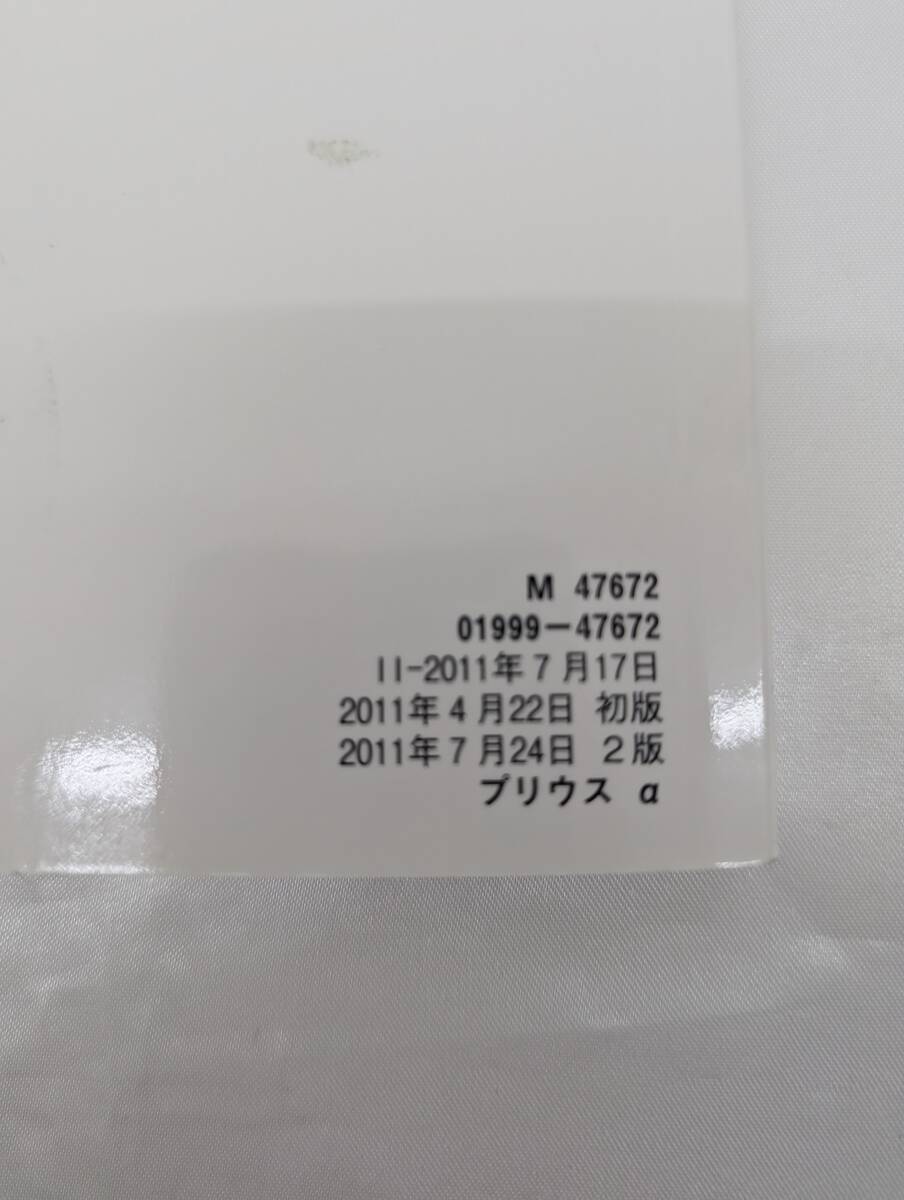 M 47672
01999-47672
II-2011年7月17日
2011年4月22日 初版
2011年7月24日 2版
プリウス α